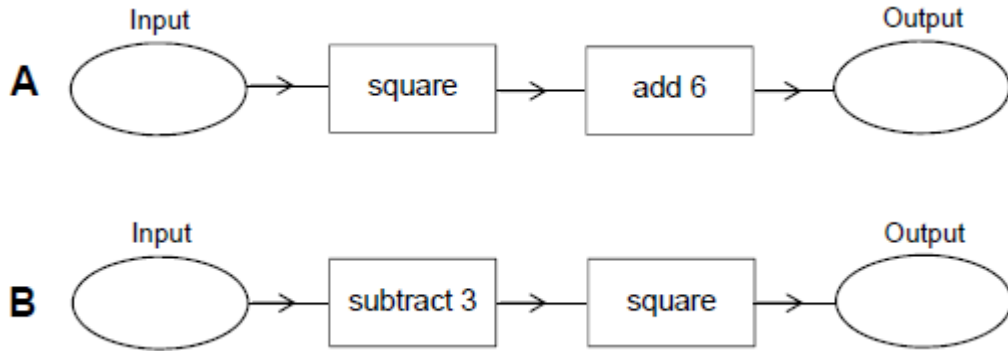 Input Output
A square add 6
Input Output
B subtract 3 square